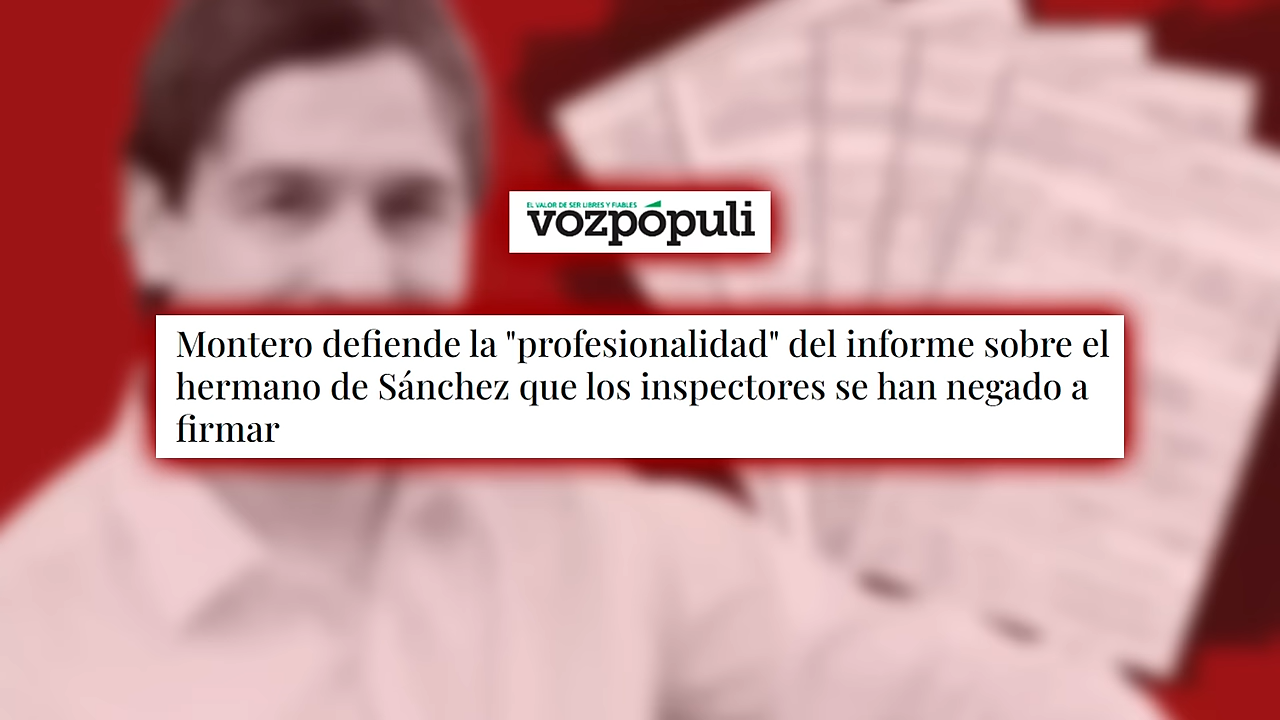 EL VALOR DE SER LIBRES Y FIABLES
vozpópuli
Montero defiende la "profesionalidad" del informe sobre el
hermano de Sánchez que los inspectores se han negado a
firmar